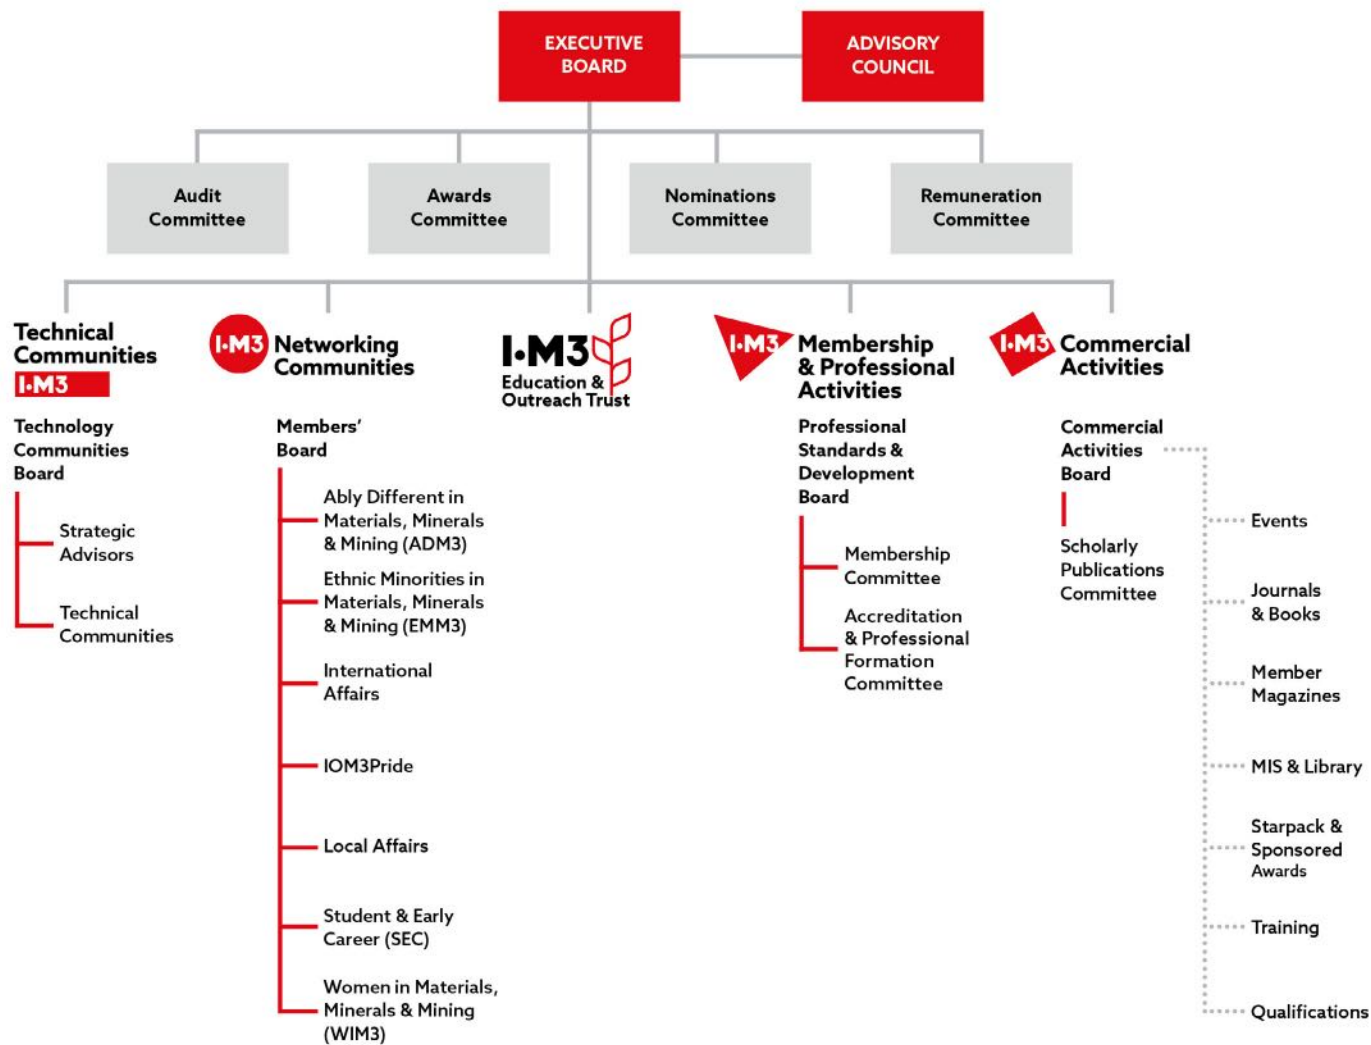 EXECUTIVE
BOARD
ADVISORY
COUNCIL
Audit
Committee
Awards
Committee
Nominations
Committee
Remuneration
Committee
Technical
Communities
I•M3
Technology
Communities
Board
Strategic
Advisors
Technical
Communities
I•M3
Networking
Communities
Members’
Board
Ably Different in
Materials, Minerals
& Mining (ADM3)
Ethnic Minorities in
Materials, Minerals
& Mining (EMM3)
International
Affairs
IOM3Pride
Local Affairs
Student & Early
Career (SEC)
Women in Materials,
Minerals & Mining
(WIM3)
I•M3
Education &
Outreach Trust
I•M3
Membership
& Professional
Activities
Professional
Standards &
Development
Board
Membership
Committee
Accreditation
& Professional
Formation
Committee
I•M3
Commercial
Activities
Commercial
Activities
Board
Scholarly
Publications
Committee
Events
Journals
& Books
Member
Magazines
MIS & Library
Starpack &
Sponsored
Awards
Training
Qualifications